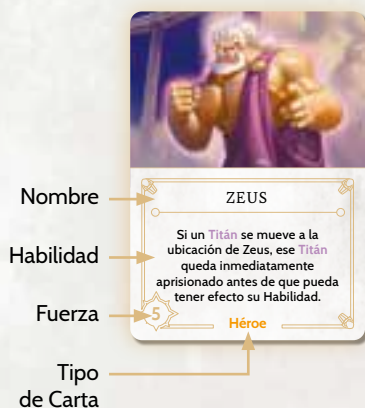 Nombre
ZEUS
Habilidad
Si un Titán se mueve a la
ubicación de Zeus, ese Titán
queda inmediatamente
aprisionado antes de que pueda
tener efecto su Habilidad.
Fuerza
5
Héroe
Tipo
de Carta